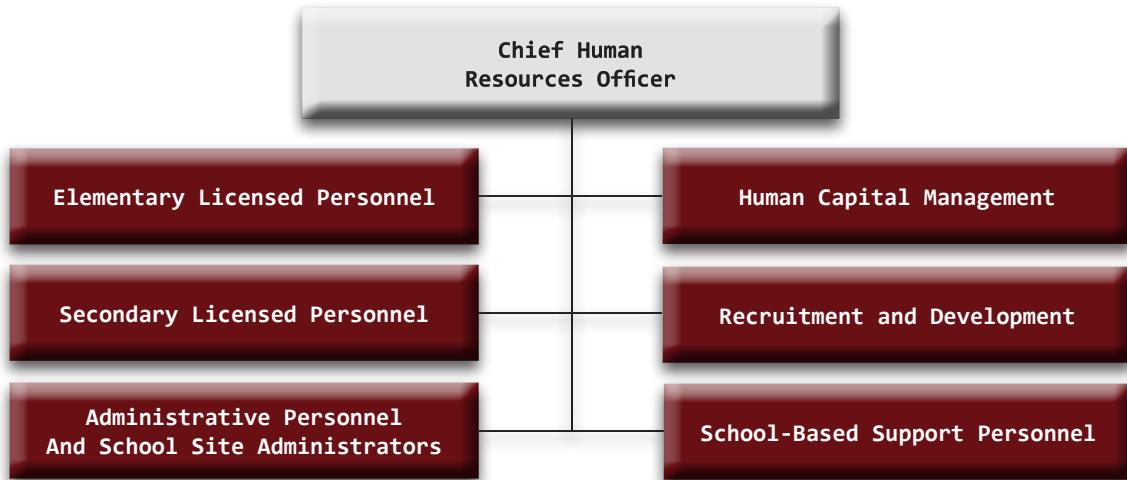 Chief Human
Resources Officer
Elementary Licensed Personnel
Human Capital Management
Secondary Licensed Personnel
Recruitment and Development
Administrative Personnel
And School Site Administrators
School-Based Support Personnel